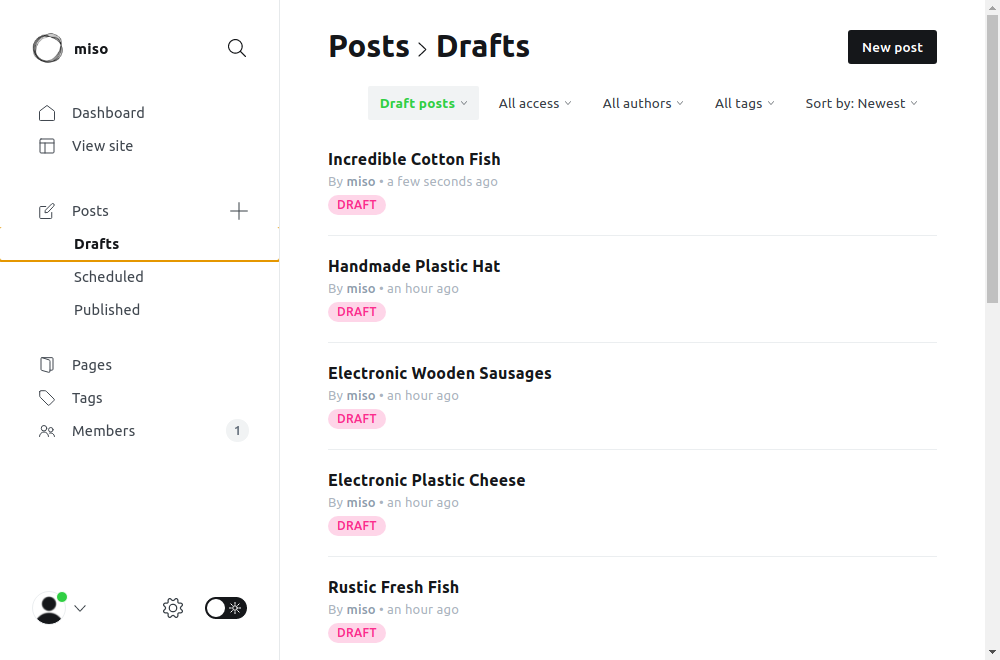 miso
Dashboard
View site
Posts
Drafts
Scheduled
Published
Pages
Tags
Members 1
Posts > Drafts
New post
Draft posts All access All authors All tags Sort by: Newest
Incredible Cotton Fish
By miso • a few seconds ago
DRAFT
Handmade Plastic Hat
By miso • an hour ago
DRAFT
Electronic Wooden Sausages
By miso • an hour ago
DRAFT
Electronic Plastic Cheese
By miso • an hour ago
DRAFT
Rustic Fresh Fish
By miso • an hour ago
DRAFT